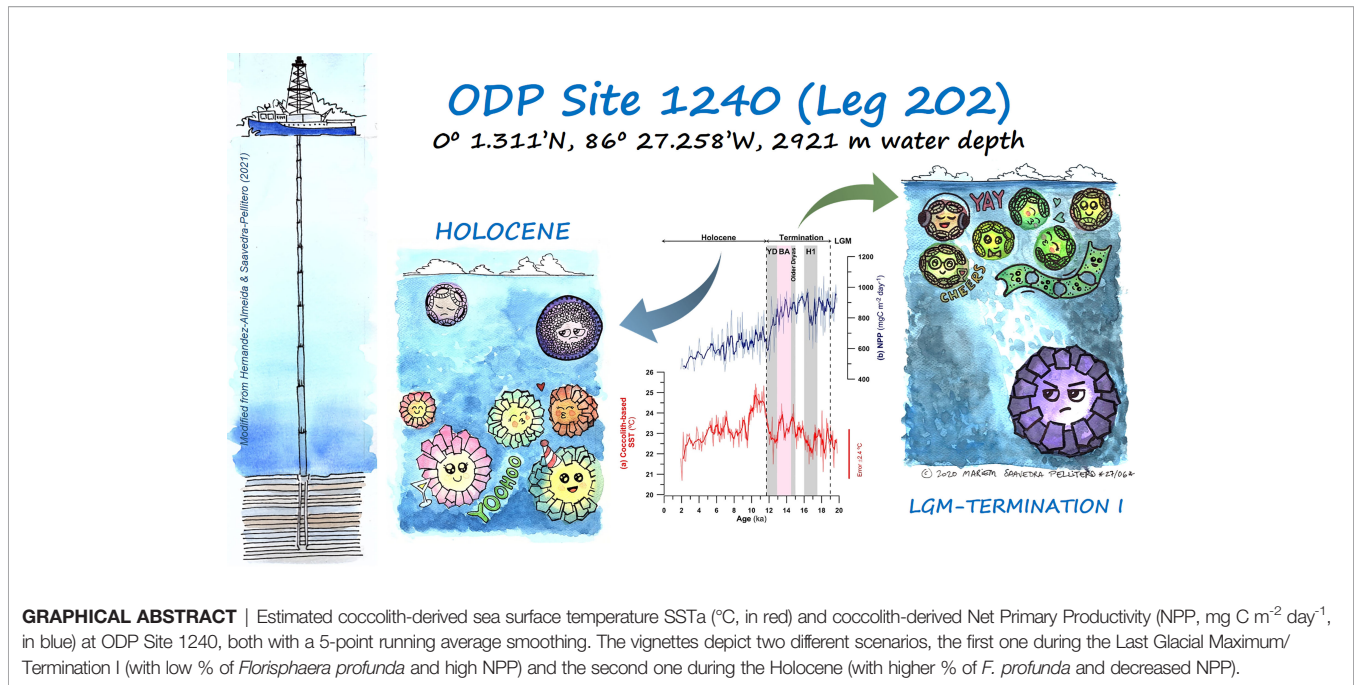 ODP Site 1240 (Leg 202)
0° 1.311'N, 86° 27.258'W, 2921 m water depth
Modified from Hernandez-Almeida & Saavedra-Pellitero (2021)
HOLOCENE
YOOHOO
Holocene
Termination
LGM
YD
BA
Older Dryas
H1
1200
1000
800
600
400
(b) NPP (mgC m-2 day-1)
26
25
24
23
22
21
20
(a) Coccolith-based
SST (°C)
Error ±2.4 °C
0 2 4 6 8 10 12 14 16 18 20
Age (ka)
YAY
CHEERS
© 2020 MARIEM SAAVEDRA PELLITERO *27/06*
LGM-TERMINATION I
GRAPHICAL ABSTRACT | Estimated coccolith-derived sea surface temperature SSTa (°C, in red) and coccolith-derived Net Primary Productivity (NPP, mg C m-2 day-1,
in blue) at ODP Site 1240, both with a 5-point running average smoothing. The vignettes depict two different scenarios, the first one during the Last Glacial Maximum/
Termination I (with low % of Florisphaera profunda and high NPP) and the second one during the Holocene (with higher % of F. profunda and decreased NPP).